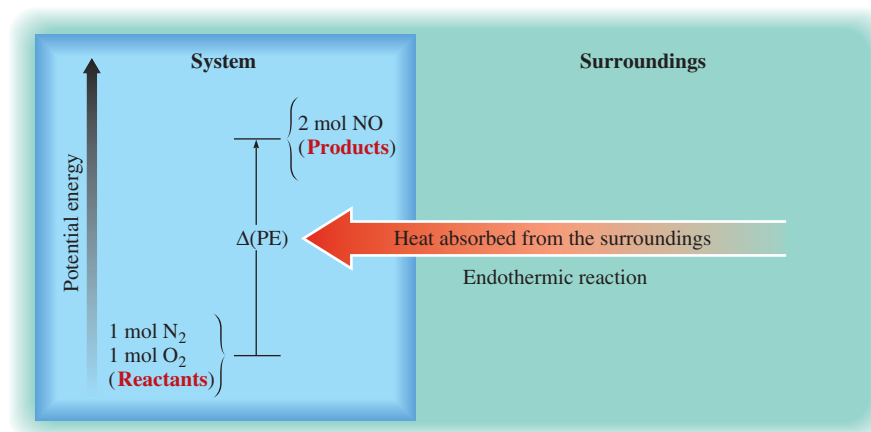 System
Surroundings
Potential energy
2 mol NO
(Products)
Δ(PE)
Heat absorbed from the surroundings
Endothermic reaction
1 mol N₂
1 mol O₂
(Reactants)